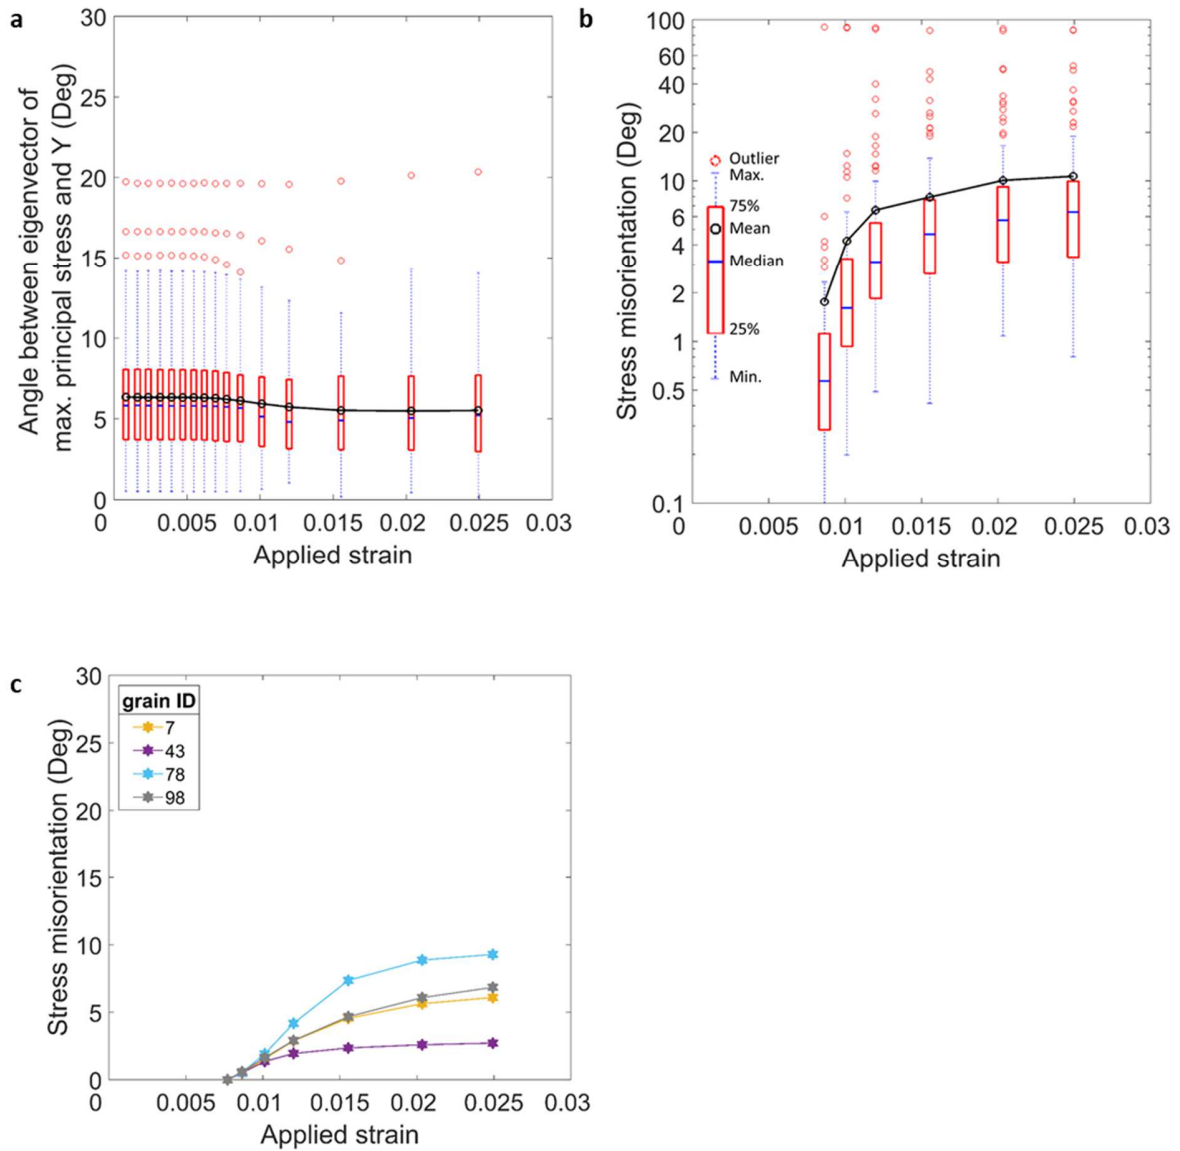 a
30
25
20
15
10
5
0
Angle between eigenvector of
max. principal stress and Y (Deg)
0 0.005 0.01 0.015 0.02 0.025 0.03
Applied strain
b
100
60
40
20
10
6
4
2
1
0.5
0.1
Stress misorientation (Deg)
Outlier
Max.
75%
Mean
Median
25%
Min.
0 0.005 0.01 0.015 0.02 0.025 0.03
Applied strain
c
30
25
20
15
10
5
0
Stress misorientation (Deg)
grain ID
7
43
78
98
0 0.005 0.01 0.015 0.02 0.025 0.03
Applied strain